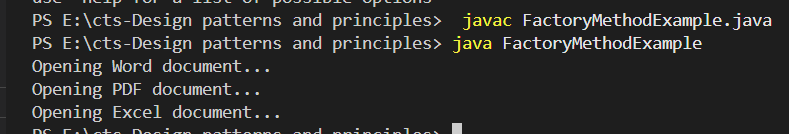 use --help for a list of possible options
PS E:\cts-Design patterns and principles>  javac FactoryMethodExample.java
PS E:\cts-Design patterns and principles> java FactoryMethodExample
Opening Word document...
Opening PDF document...
Opening Excel document...
PS E:\cts-Design patterns and principles>